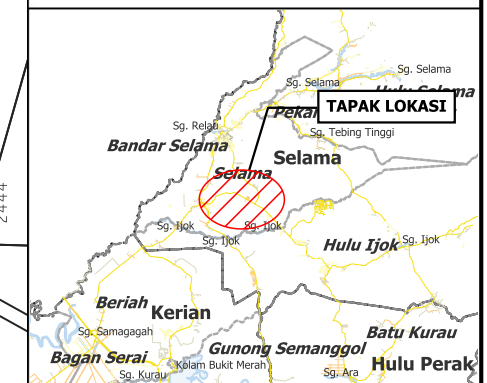 Sg. Selama
Sg. Selama
Hulu Selama
TAPAK LOKASI
Sg. Relau
Sg. Tebing Tinggi
Bandar Selama
Selama
Selama
2444
Sg. Ijok
Sg. Ijok
Sg. Ijok
Hulu Ijok
Sg. Ijok
Beriah
Kerian
Sg. Samagagah
Batu Kurau
Bagan Serai
Gunong Semanggol
Kolam Bukit Merah
Hulu Perak
Sg. Kurau
Sg. Ara